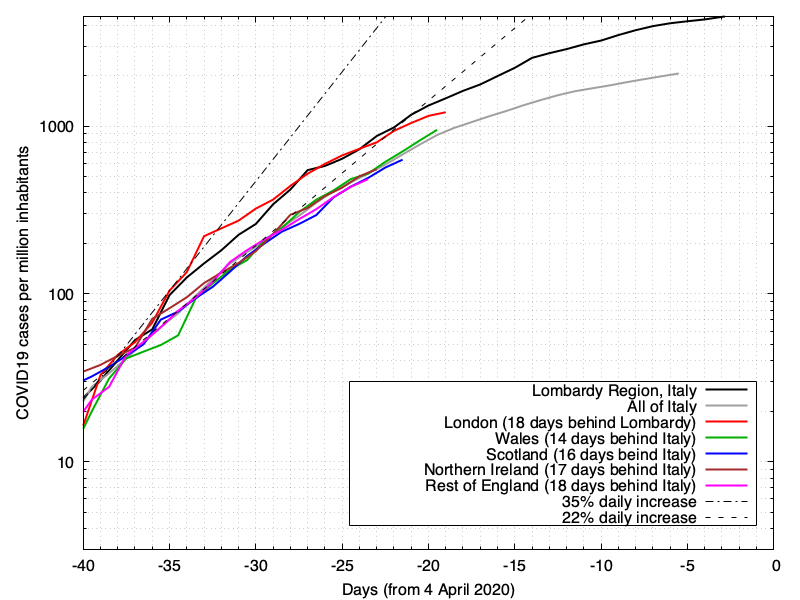 COVID19 cases per million inhabitants
1000
100
10
Lombardy Region, Italy
All of Italy
London (18 days behind Lombardy)
Wales (14 days behind Italy)
Scotland (16 days beind Italy)
Northern Ireland (17 days behind Italy)
Rest of England (18 days behind Italy)
35% daily increase
22% daily increase
-40 -35 -30 -25 -20 -15 -10 -5 0
Days (from 4 April 2020)